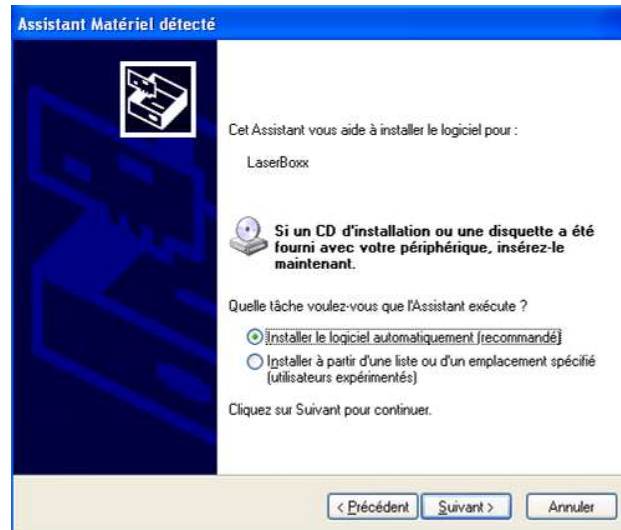 Assistant Matériel détecté
Cet Assistant vous aide à installer le logiciel pour :
LaserBoxx
Si un CD d'installation ou une disquette a été
fourni avec votre périphérique, insérez-le
maintenant.
Quelle tâche voulez-vous que l'Assistant exécute ?
Installer le logiciel automatiquement (recommandé)
Installer à partir d'une liste ou d'un emplacement spécifié
(utilisateurs expérimentés)
Cliquez sur Suivant pour continuer.
< Précédent Suivant > Annuler